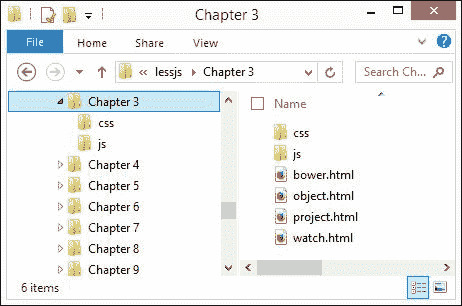 Chapter 3
File Home Share View
« lessjs Chapter 3 Search Ch...
Chapter 3
css
js
Chapter 4
Chapter 5
Chapter 6
Chapter 7
Chapter 8
Chapter 9
Name
css
js
bower.html
object.html
project.html
watch.html
6 items